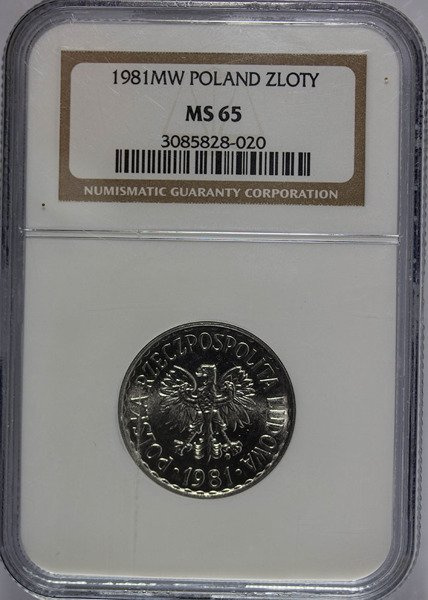 1981MW POLAND ZLOTY
MS 65
3085828-020
NUMISMATIC GUARANTY CORPORATION
POLSKA RZECZPOSPOLITA LUDOWA
·1981·